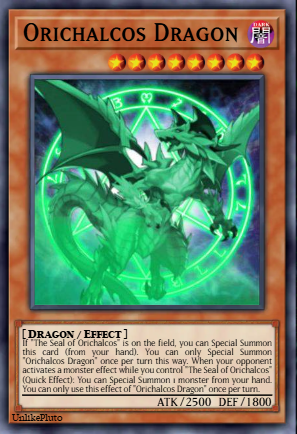 Orichalcos Dragon
DARK
闇
[ Dragon / Effect ]
If "The Seal of Orichalcos" is on the field, you can Special Summon
this card (from your hand). You can only Special Summon
"Orichalcos Dragon" once per turn this way. When your opponent
activates a monster effect while you control "The Seal of Orichalcos"
(Quick Effect): You can Special Summon 1 monster from your hand.
You can only use this effect of "Orichalcos Dragon" once per turn.
ATK/2500 DEF/1800
UnlikePluto